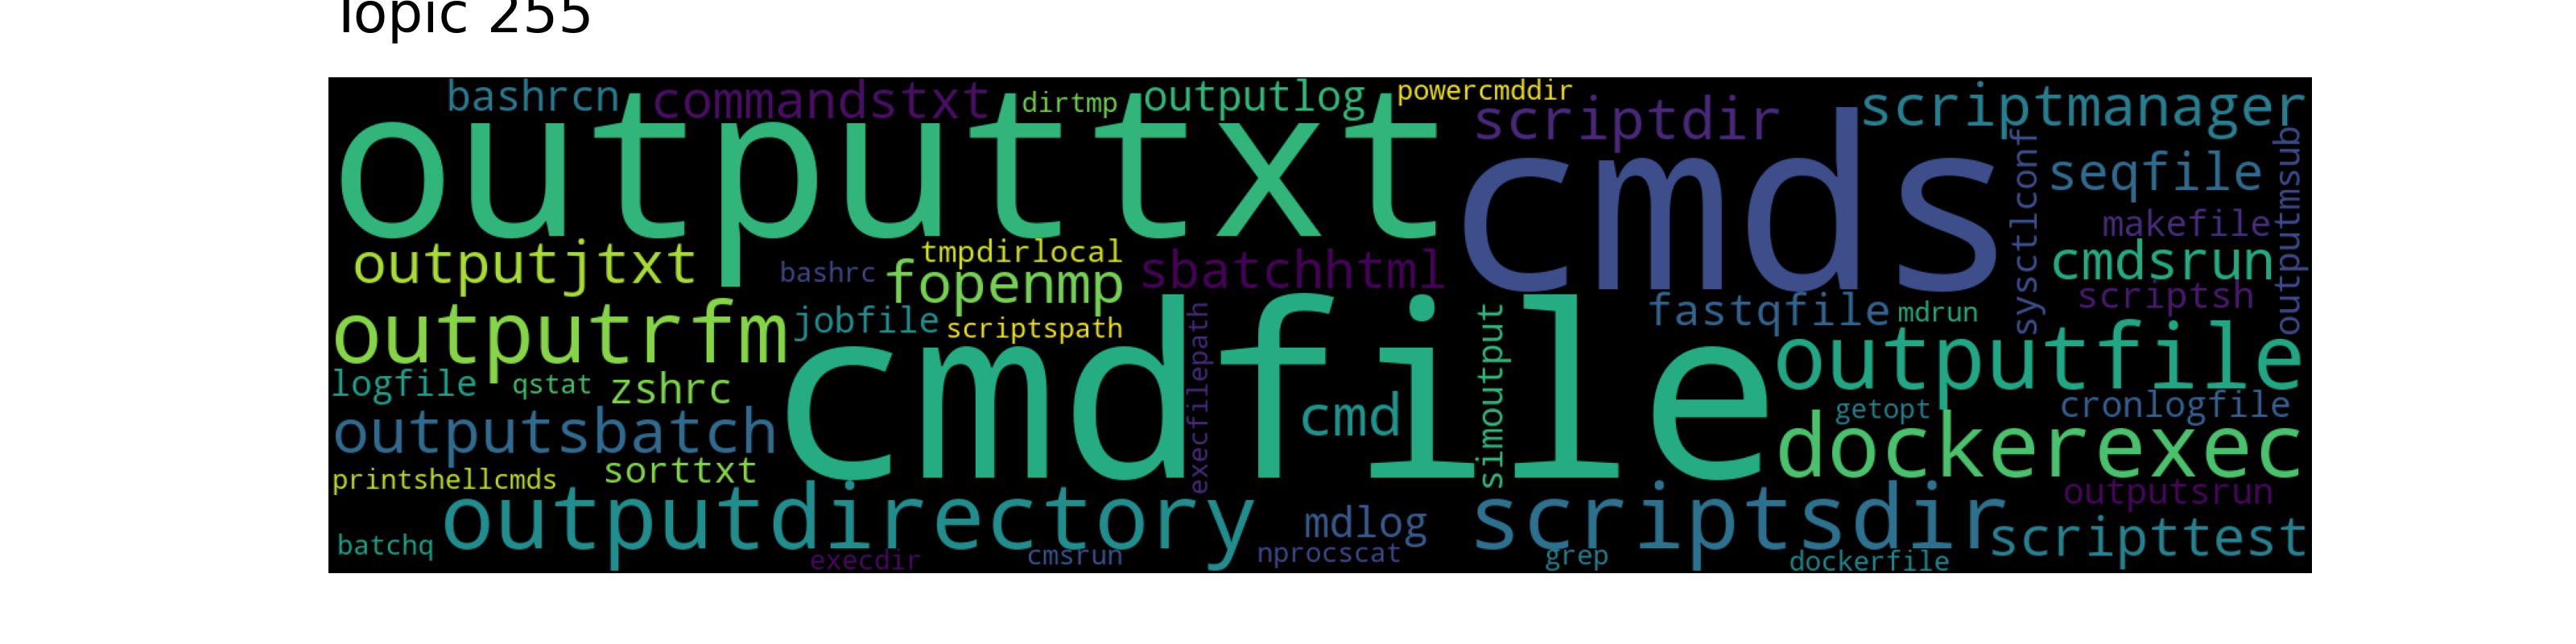 Topic 255
bashrcn
commandstxt
dirtmp
outputlog
powercmddir
scriptdir
scriptmanager
outputtxt
cmds
sysctlconf
seqfile
outputmsub
makefile
outputjtxt
bashrc
tmpdirlocal
fopenmp
sbatchhtml
cmdsrun
scriptsh
outputrfm
jobfile
scriptspath
execfilepath
simoutput
fastqfile
mdrun
outputfile
logfile
qstat
zshrc
cmdfile
cmd
getopt
cronlogfile
outputsbatch
dockerexec
printshellcmds
sorttxt
outputdirectory
mdlog
scriptsdir
outputsrun
scripttest
batchq
execdir
cmsrun
nprocscat
grep
dockerfile